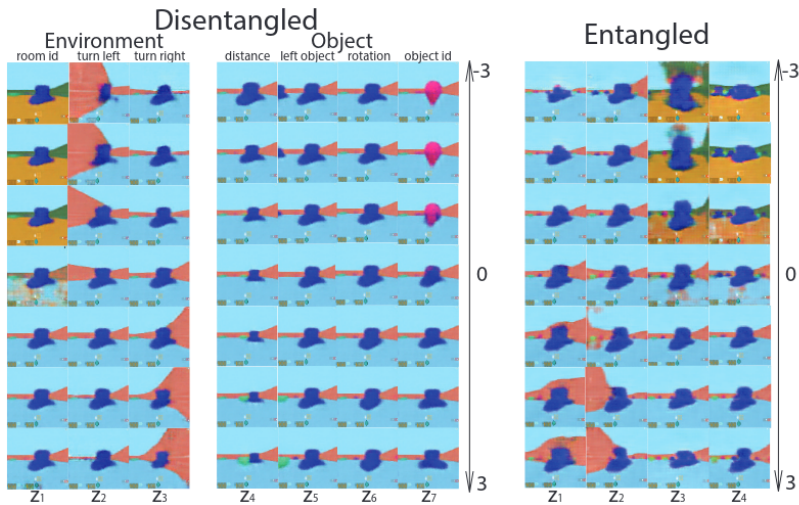 Disentangled
Environment
Object
Entangled
room id turn left turn right
distance left object rotation object id
-3
-3
0
0
3
3
Z1 Z2 Z3
Z4 Z5 Z6 Z7
Z1 Z2 Z3 Z4